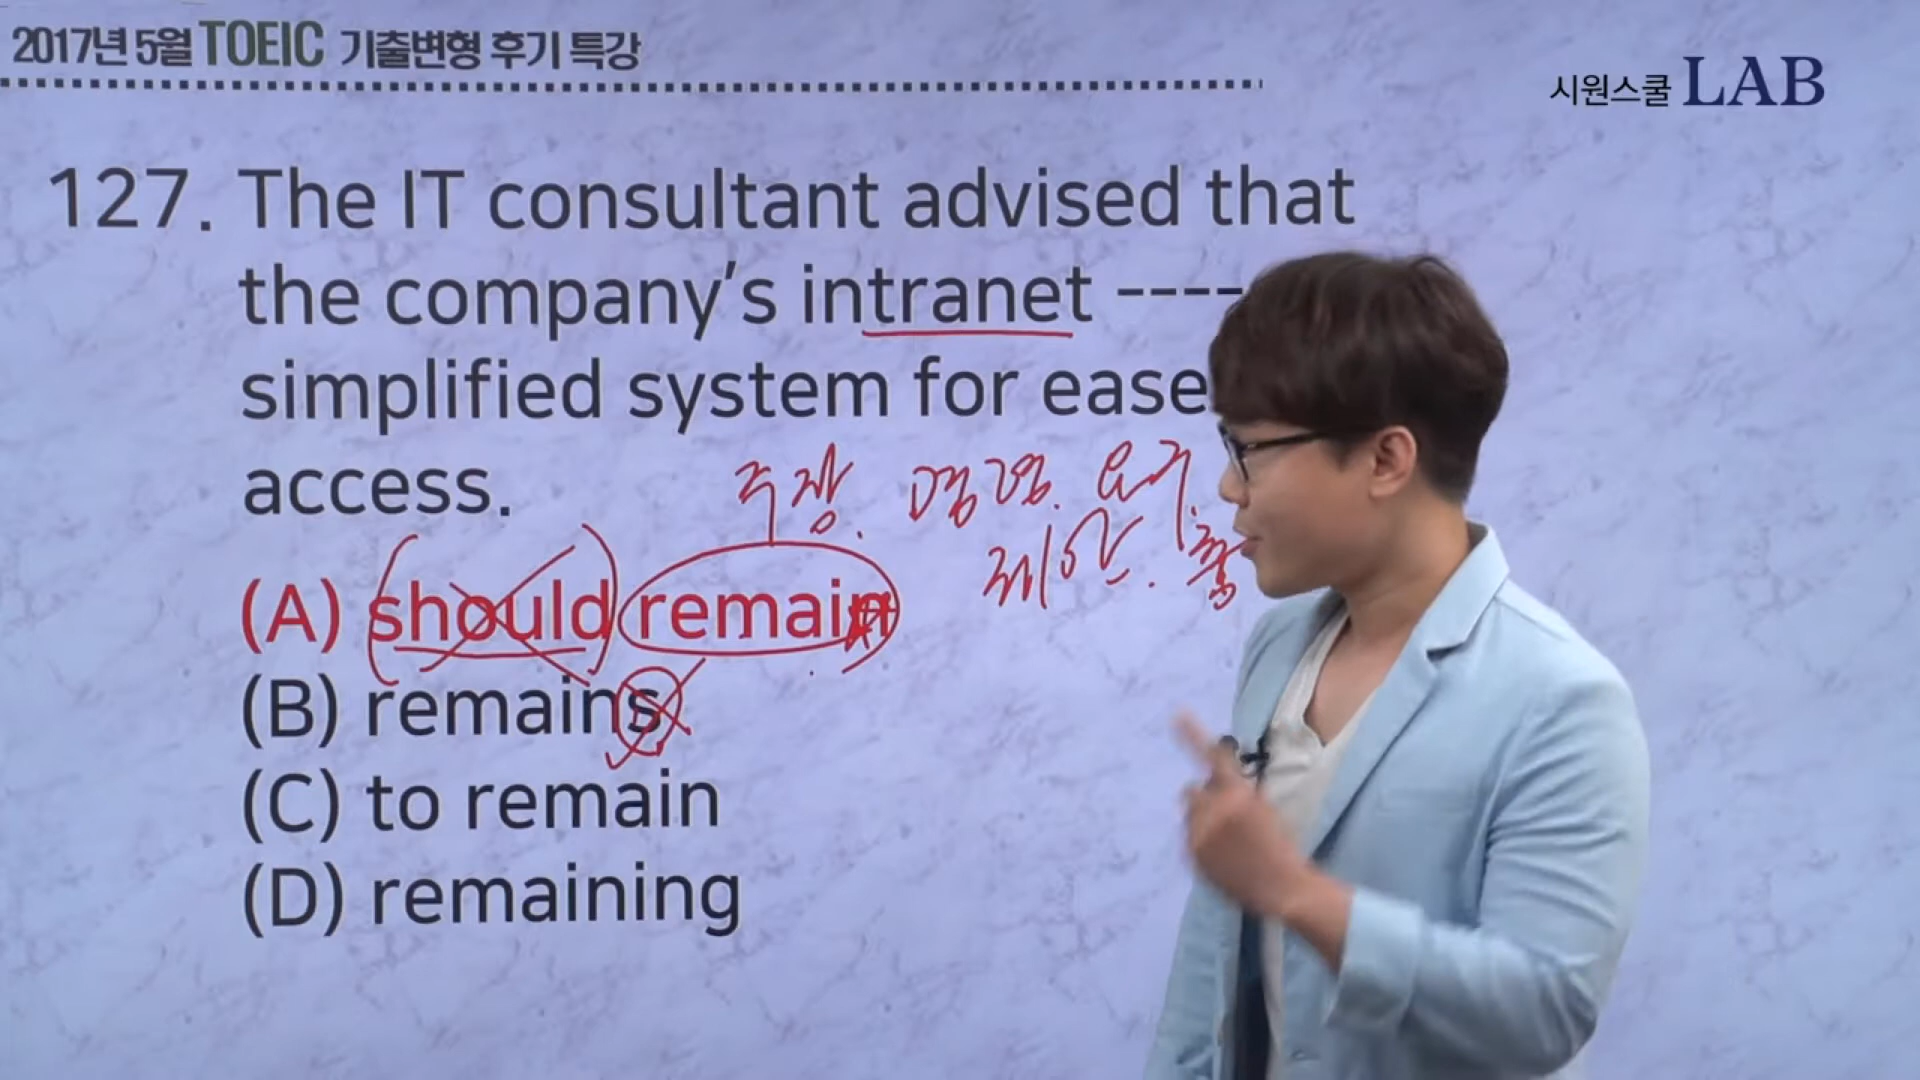 2017년 5월 TOEIC 기출변형 후기 특강
시원스쿨 LAB
127. The IT consultant advised that
the company's intranet ----
simplified system for ease
access.
주장. 명령. 요구.
제안.
(A) should remain
(B) remains
(C) to remain
(D) remaining